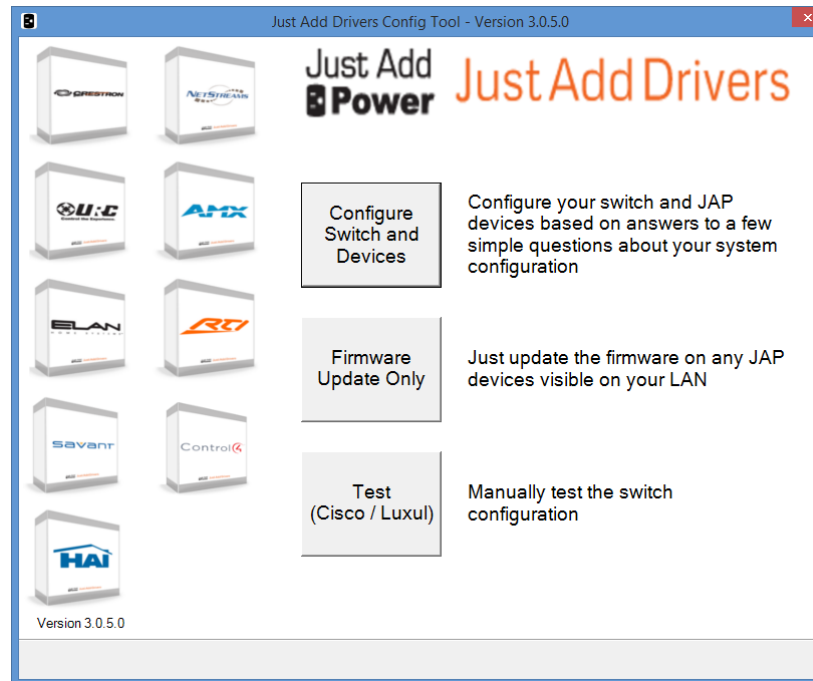 Just Add Drivers Config Tool - Version 3.0.5.0
CRESTRON
NETSTREAMS
Just Add
Power
Just Add Drivers
URC
AMX
Configure
Switch and
Devices
Configure your switch and JAP
devices based on answers to a few
simple questions about your system
configuration
ELAN
RTI
Firmware
Update Only
Just update the firmware on any JAP
devices visible on your LAN
savant
Control4
Test
(Cisco / Luxul)
Manually test the switch
configuration
HAI
Version 3.0.5.0